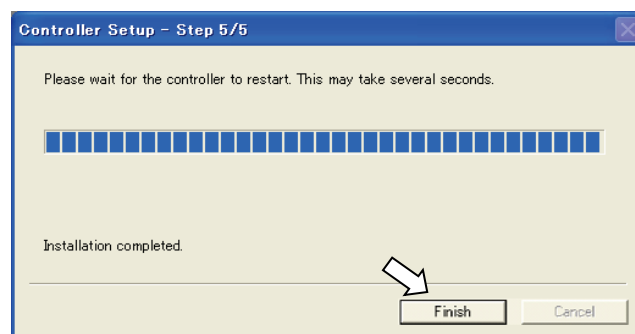 Controller Setup - Step 5/5
Please wait for the controller to restart. This may take several seconds.
Installation completed.
Finish
Cancel